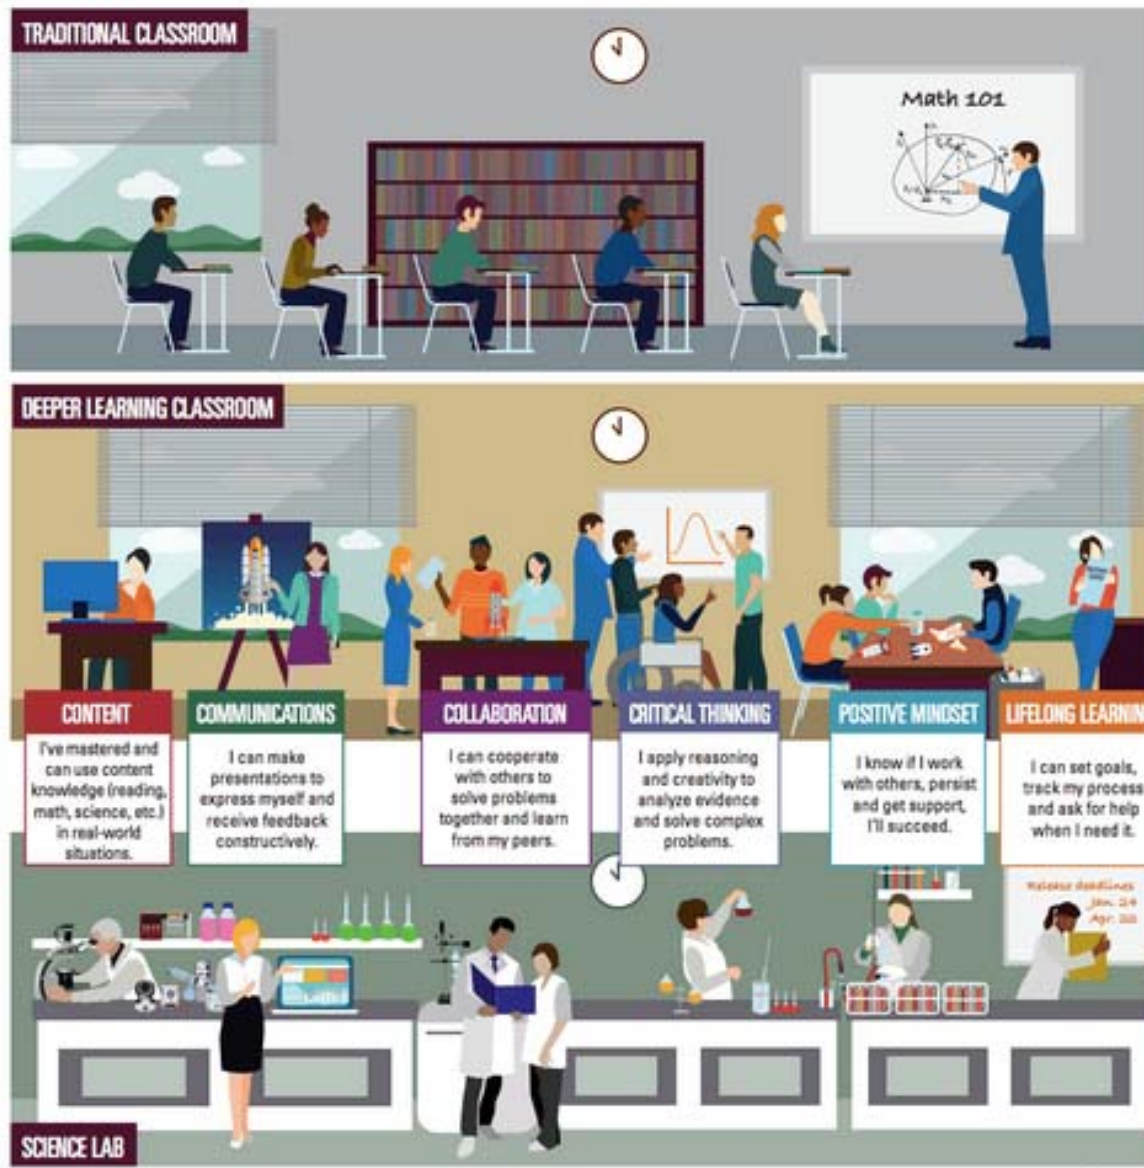 TRADITIONAL CLASSROOM
Math 101
DEEPER LEARNING CLASSROOM
CONTENT
I've mastered and
can use content
knowledge (reading,
math, science, etc.)
in real-world
situations.
COMMUNICATIONS
I can make
presentations to
express myself and
receive feedback
constructively.
COLLABORATION
I can cooperate
with others to
solve problems
together and learn
from my peers.
CRITICAL THINKING
I apply reasoning
and creativity to
analyze evidence
and solve complex
problems.
POSITIVE MINDSET
I know if I work
with others, persist
and get support,
I'll succeed.
LIFELONG LEARNIN
I can set goals,
track my process
and ask for help
when I need it.
Release deadlines
Jan. 24
Apr.
SCIENCE LAB